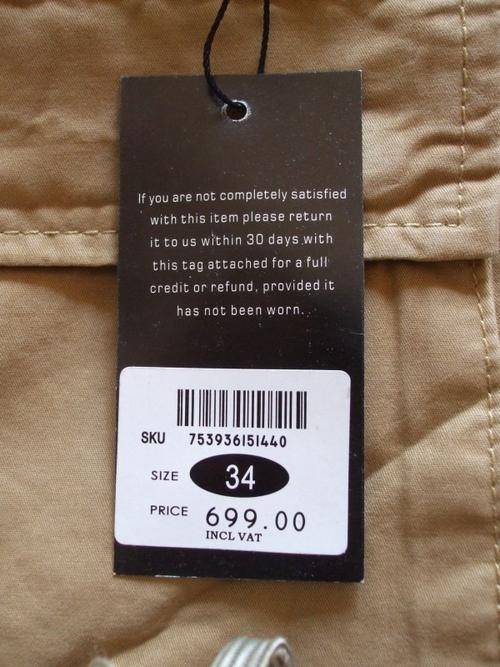 If you are not completely satisfied
with this item please return
it to us within 30 days with
this tag attached for a full
credit or refund, provided it
has not been worn.
SKU 753936151440
SIZE 34
PRICE 699.00
INCL VAT